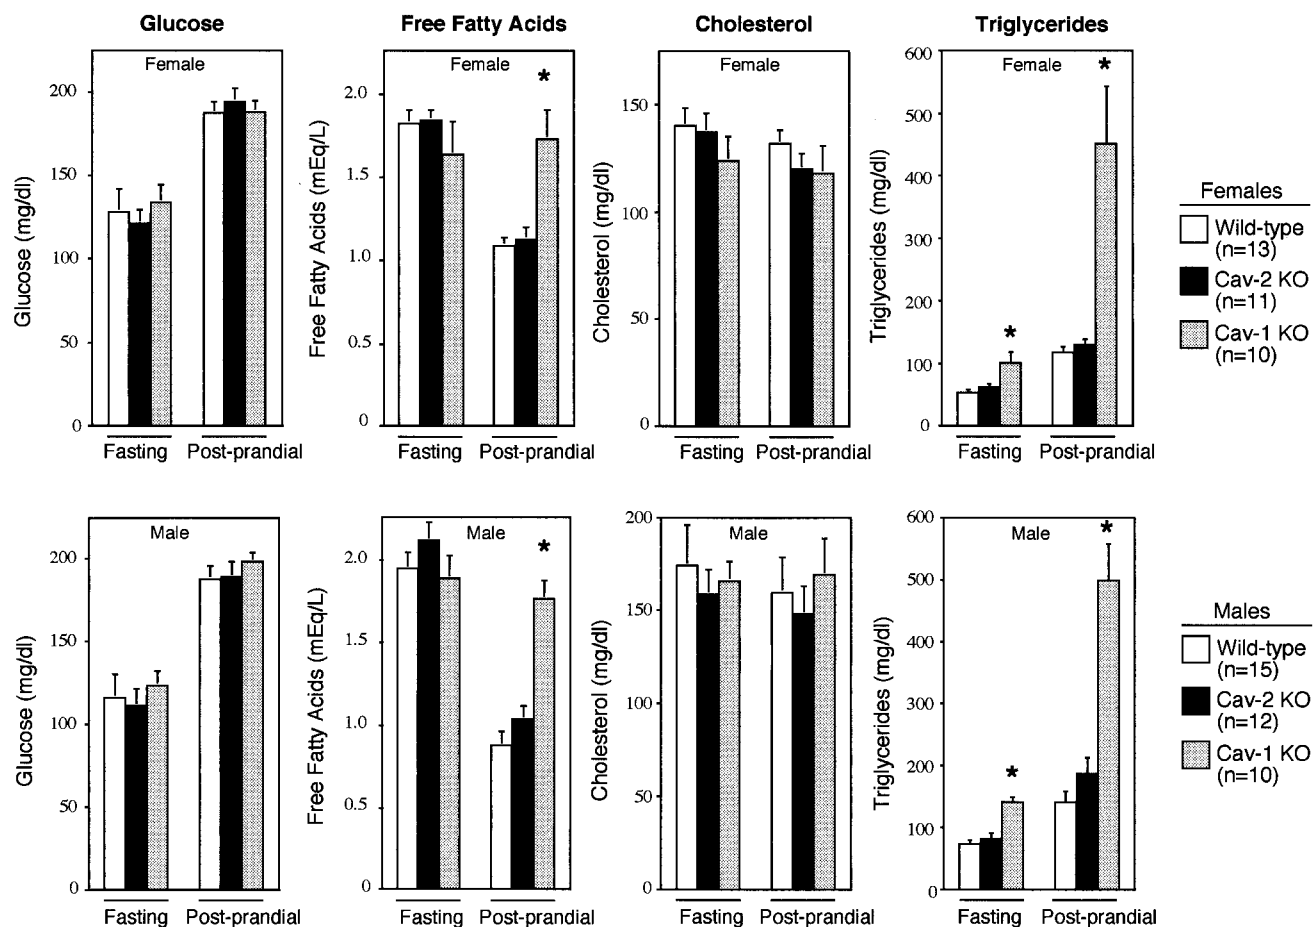 Glucose
Free Fatty Acids
Cholesterol
Triglycerides
Female
Glucose (mg/dl)
200
150
100
50
0
Fasting
Post-prandial
Female
*
Free Fatty Acids (mEq/L)
2.0
1.5
1.0
0.5
0
Fasting
Post-prandial
Female
Cholesterol (mg/dl)
150
100
50
0
Fasting
Post-prandial
Female
*
*
Triglycerides (mg/dl)
600
500
400
300
200
100
0
Fasting
Post-prandial
Females
Wild-type
(n=13)
Cav-2 KO
(n=11)
Cav-1 KO
(n=10)
Male
Glucose (mg/dl)
200
150
100
50
0
Fasting
Post-prandial
Male
*
Free Fatty Acids (mEq/L)
2.0
1.5
1.0
0.5
0
Fasting
Post-prandial
Male
Cholesterol (mg/dl)
200
150
100
50
0
Fasting
Post-prandial
Male
*
*
Triglycerides (mg/dl)
600
500
400
300
200
100
0
Fasting
Post-prandial
Males
Wild-type
(n=15)
Cav-2 KO
(n=12)
Cav-1 KO
(n=10)